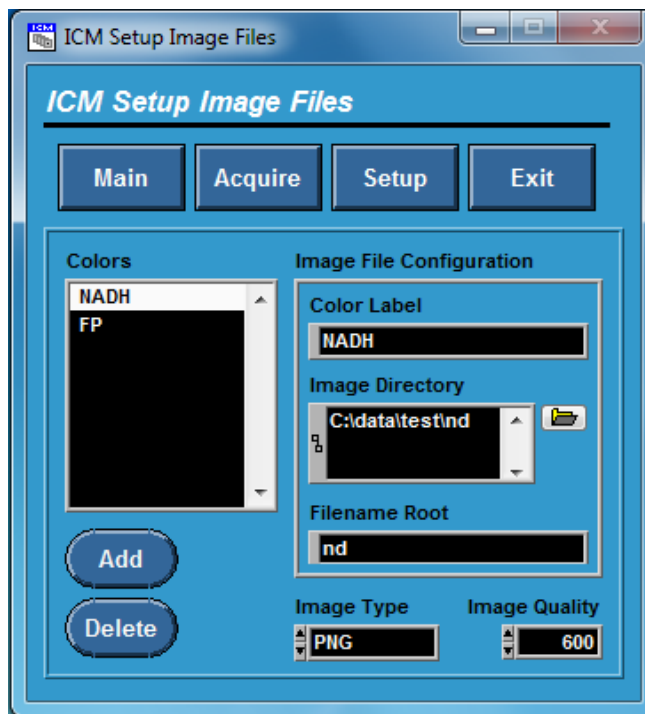 ICM
ICM Setup Image Files
ICM Setup Image Files
Main Acquire Setup Exit
Colors
NADH
FP
Add
Delete
Image File Configuration
Color Label
NADH
Image Directory
C:\data\test\nd
Filename Root
nd
Image Type
PNG
Image Quality
600